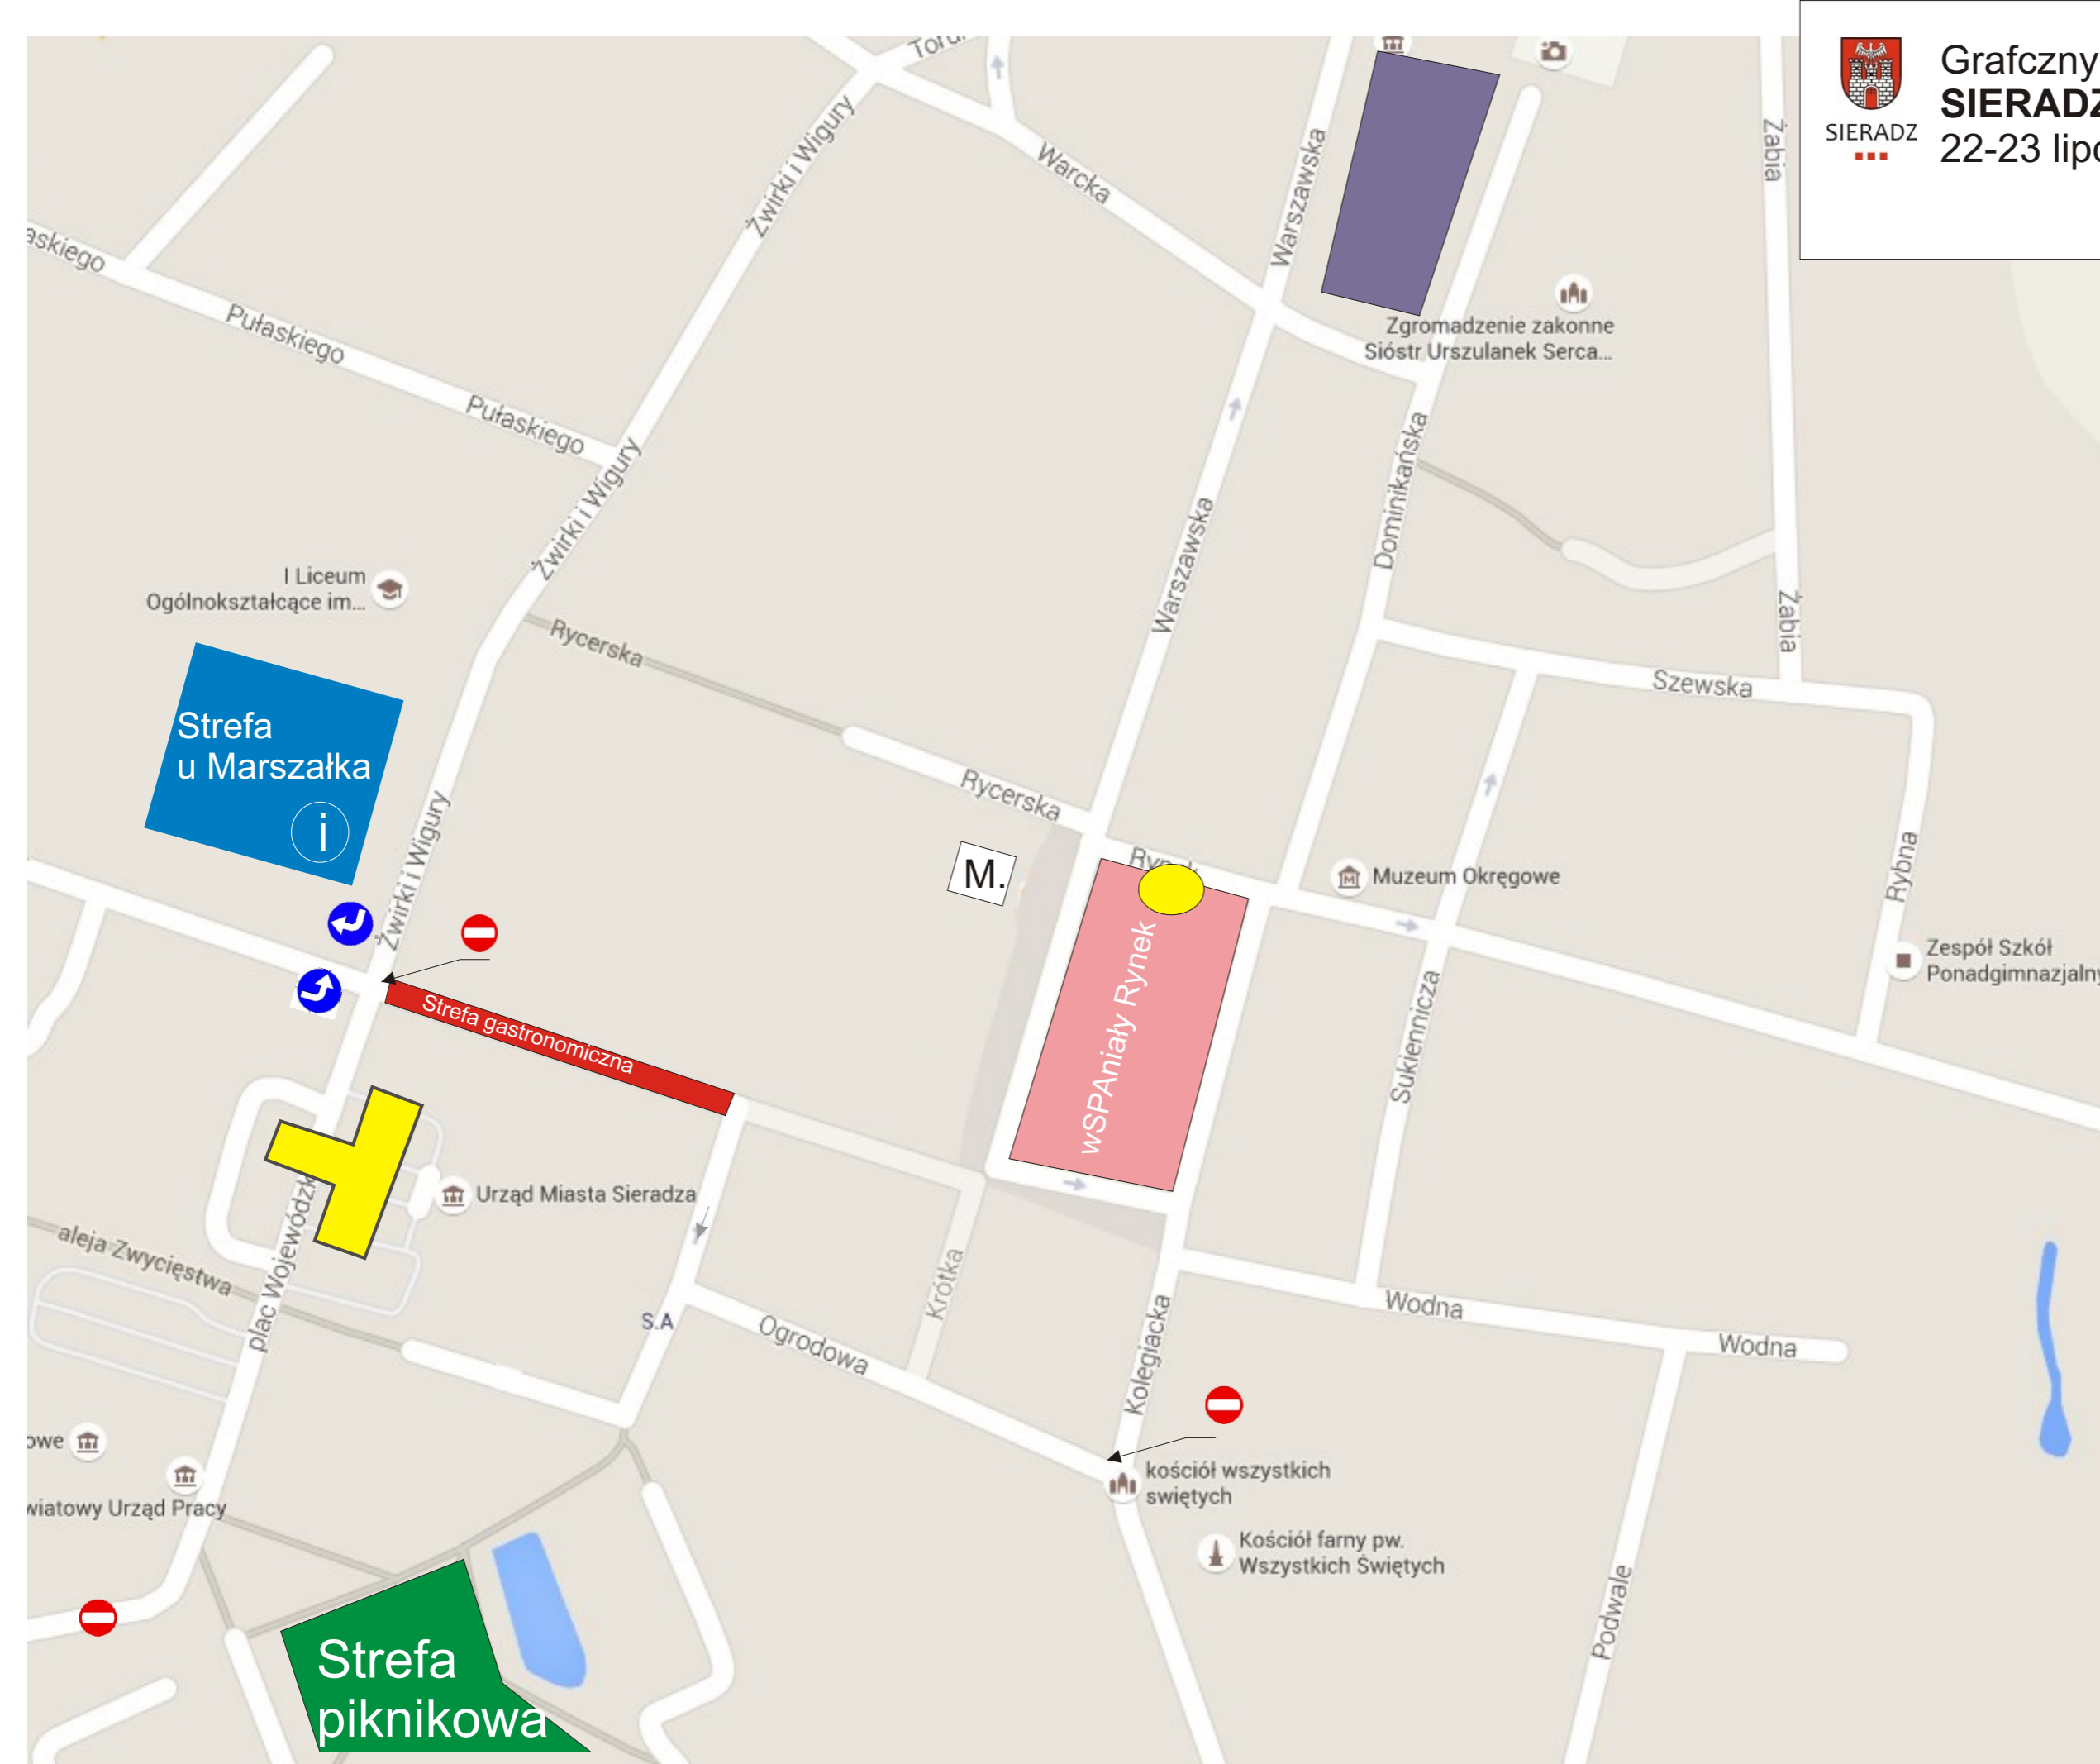 Grafczny
SIERADZ
22-23 lipc
SIERADZ
Toru
Żwirki i Wigury
Warcka
Warszawska
Żabia
askiego
Pułaskiego
Zgromadzenie zakonne
Sióstr Urszulanek Serca...
Pułaskiego
Żwirki i Wigury
Dominikańska
Warszawska
I Liceum
Ogólnokształcące im...
Rycerska
Żabia
Szewska
Strefa
u Marszałka
i
Żwirki i Wigury
Rycerska
M.
Rynek
Muzeum Okręgowe
Rybna
wSPAniały Rynek
Zespół Szkół
Ponadgimnazjalny
Sukiennicza
Strefa gastronomiczna
Urząd Miasta Sieradza
aleja Zwycięstwa
plac Wojewódzk
S.A
Ogrodowa
Krótka
Kolegiacka
Wodna
Wodna
owe
wiatowy Urząd Pracy
kościół wszystkich
swiętych
Kościół farny pw.
Wszystkich Świętych
Podwale
Strefa
piknikowa